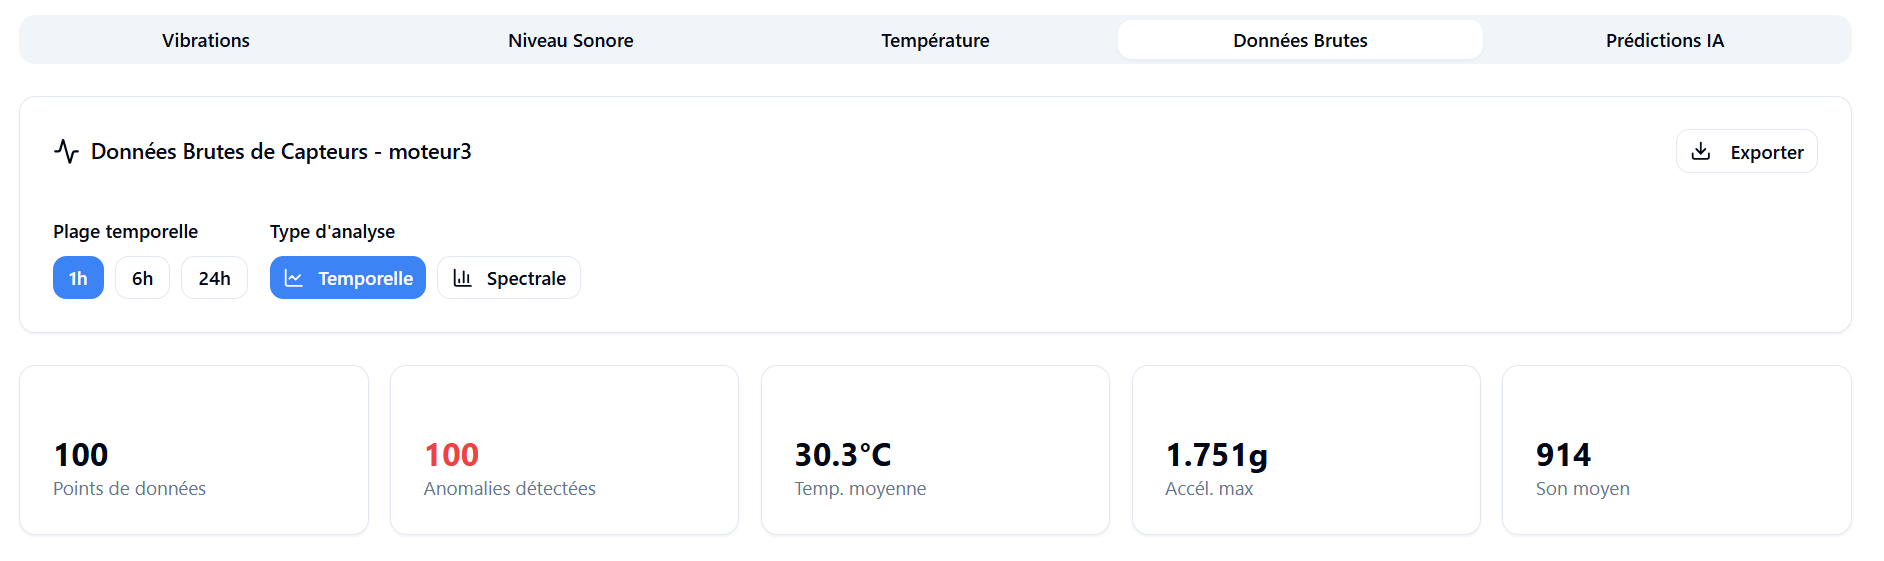 Vibrations
Niveau Sonore
Température
Données Brutes
Prédictions IA
Données Brutes de Capteurs - moteur3
Exporter
Plage temporelle
Type d'analyse
1h
6h
24h
Temporelle
Spectrale
100
Points de données
100
Anomalies détectées
30.3°C
Temp. moyenne
1.751g
Accél. max
914
Son moyen